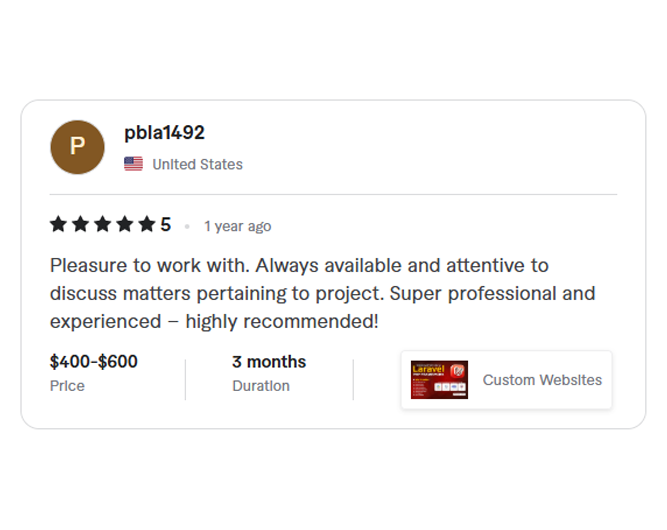 P
pbla1492
United States
5 1 year ago
Pleasure to work with. Always available and attentive to
discuss matters pertaining to project. Super professional and
experienced – highly recommended!
$400-$600
Price
3 months
Duration
Laravel
Custom Websites